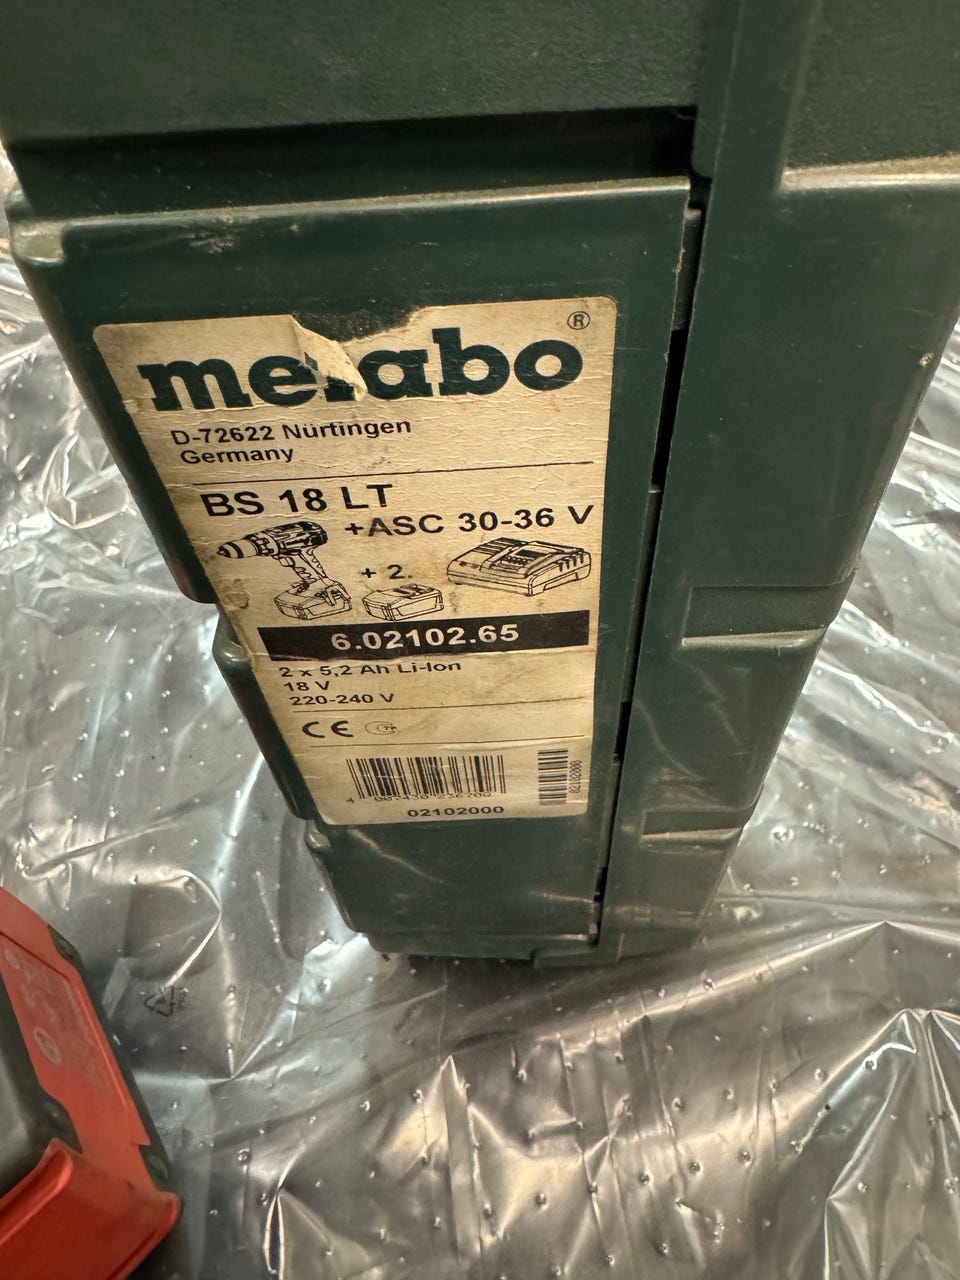 metabo
®
D-72622 Nürtingen
Germany
BS 18 LT
+ASC 30-36 V
+ 2.
6.02102.65
2 x 5,2 Ah Li-Ion
18 V
220-240 V
CE
02102000
02102000